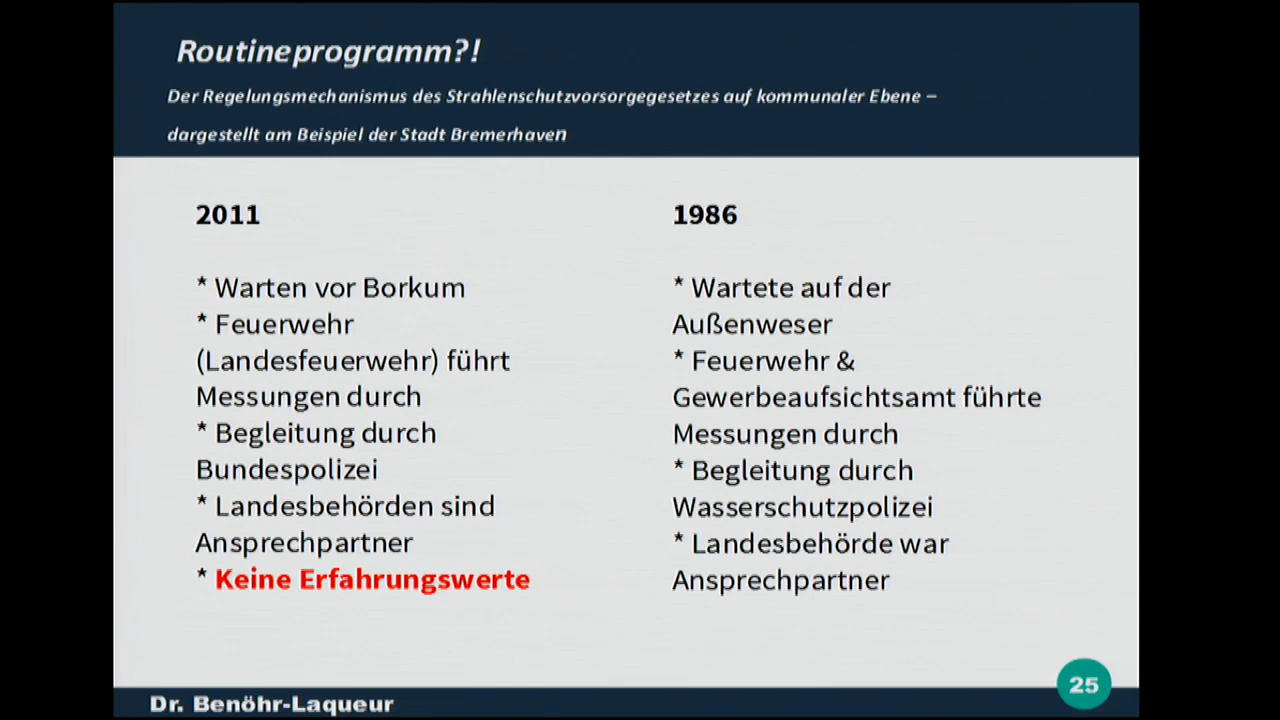 Routineprogramm?!
Der Regelungsmechanismus des Strahlenschutzvorsorgegesetzes auf kommunaler Ebene –
dargestellt am Beispiel der Stadt Bremerhaven
2011
* Warten vor Borkum
* Feuerwehr
(Landesfeuerwehr) führt
Messungen durch
* Begleitung durch
Bundespolizei
* Landesbehörden sind
Ansprechpartner
* Keine Erfahrungswerte
1986
* Wartete auf der
Außenweser
* Feuerwehr &
Gewerbeaufsichtsamt führte
Messungen durch
* Begleitung durch
Wasserschutzpolizei
* Landesbehörde war
Ansprechpartner
Dr. Benöhr-Laqueur
25